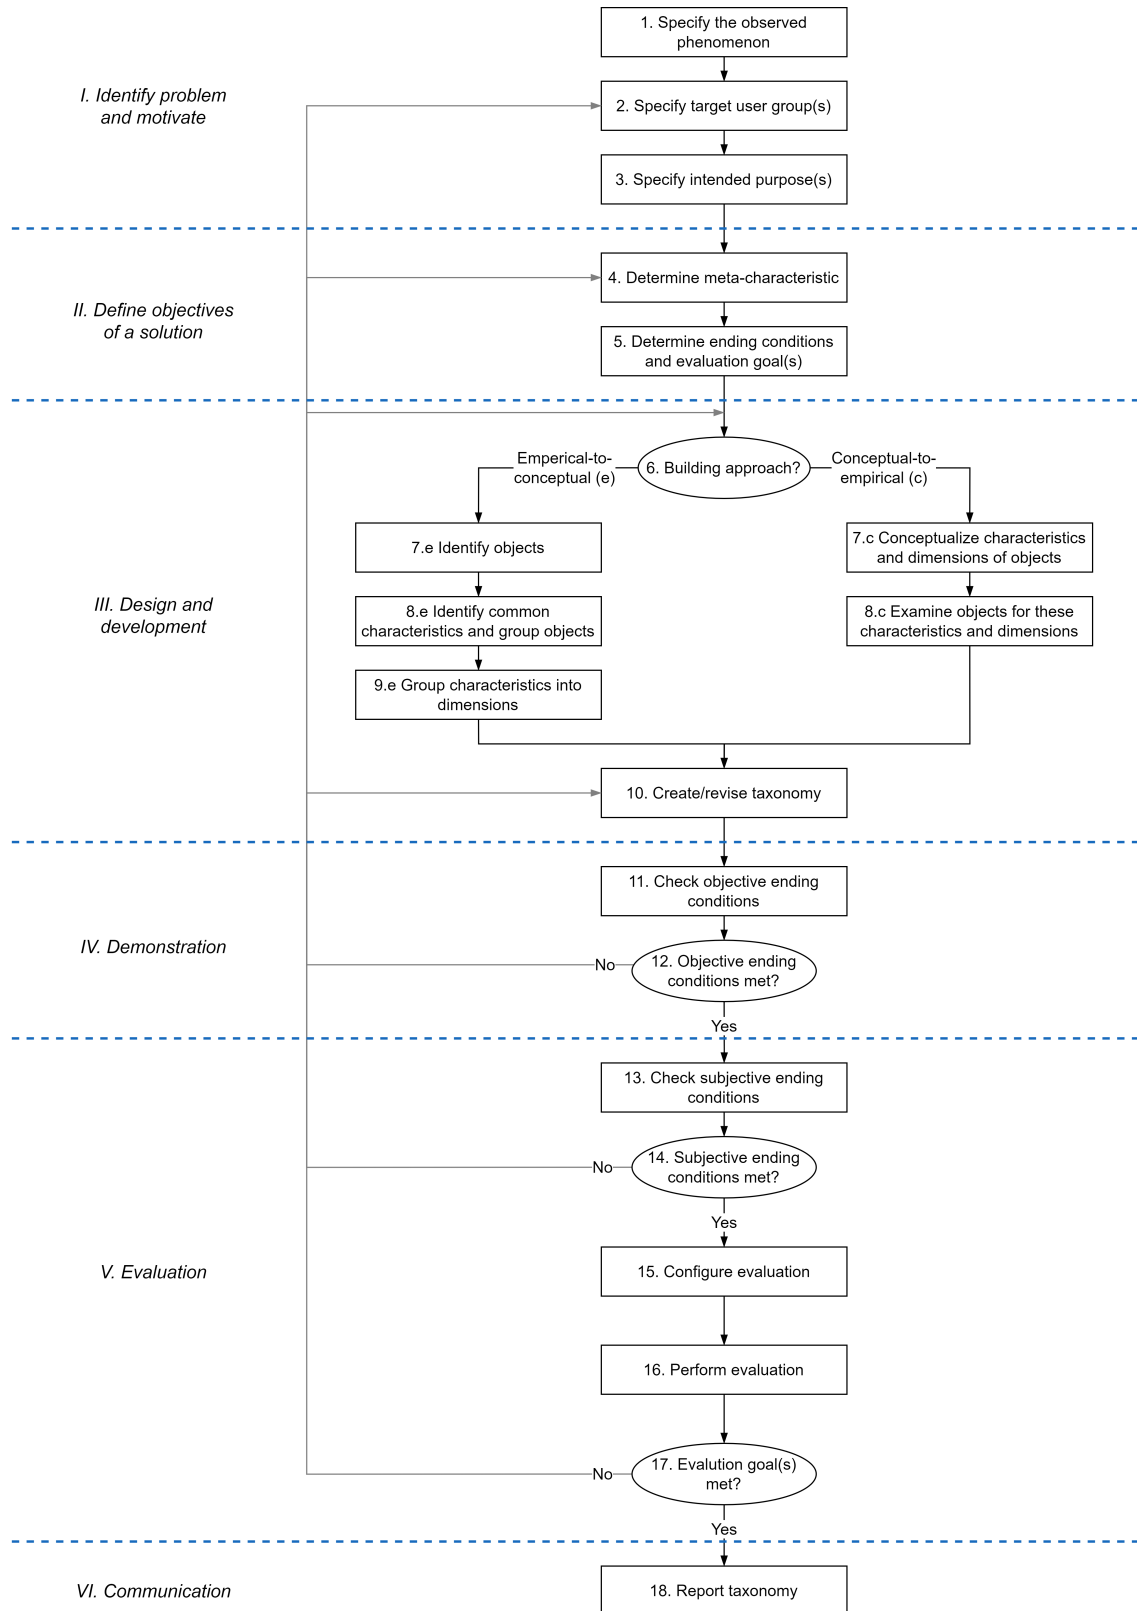 1. Specify the observed
phenomenon
I. Identify problem
and motivate
2. Specify target user group(s)
3. Specify intended purpose(s)
4. Determine meta-characteristic
II. Define objectives
of a solution
5. Determine ending conditions
and evaluation goal(s)
Emperical-to-
conceptual (e)
6. Building approach?
Conceptual-to-
empirical (c)
7.e Identify objects
7.c Conceptualize characteristics
and dimensions of objects
III. Design and
development
8.e Identify common
characteristics and group objects
8.c Examine objects for these
characteristics and dimensions
9.e Group characteristics into
dimensions
10. Create/revise taxonomy
11. Check objective ending
conditions
IV. Demonstration
No
12. Objective ending
conditions met?
Yes
13. Check subjective ending
conditions
No
14. Subjective ending
conditions met?
Yes
V. Evaluation
15. Configure evaluation
16. Perform evaluation
No
17. Evalution goal(s)
met?
Yes
VI. Communication
18. Report taxonomy